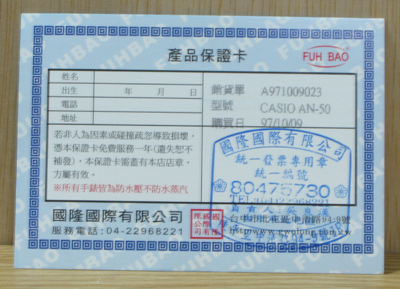 產品保證卡
FUH BAO
姓名
出生 年 月 日
電話
地址
銷貨單 A971009023
型號 CASIO AN-50
購買日 97/10/09
若非人為因素或碰撞疏忽導致損壞，
憑本保證卡免費服務一年(遺失恕不
補發)，本保證卡需蓋有本店店章，
方屬有效。
※所有手錶皆為防水壓不防水蒸汽
國隆國際有限公司
服務電話:04-22968221
國隆國際有限公司
統一發票專用章
統一編號
80475730